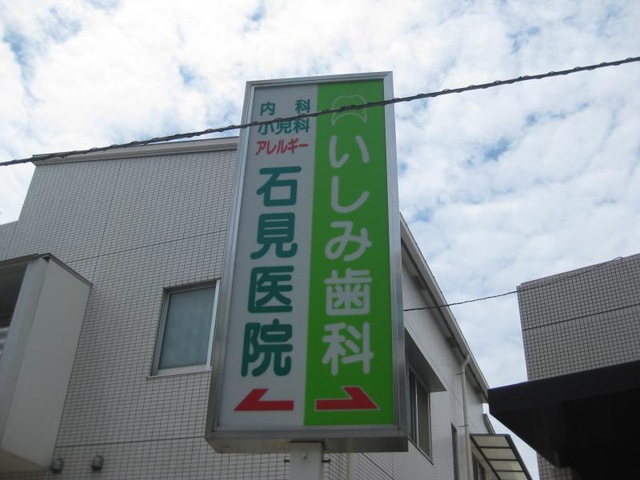 内科
小児科
アレルギー
石見医院
いしみ歯科